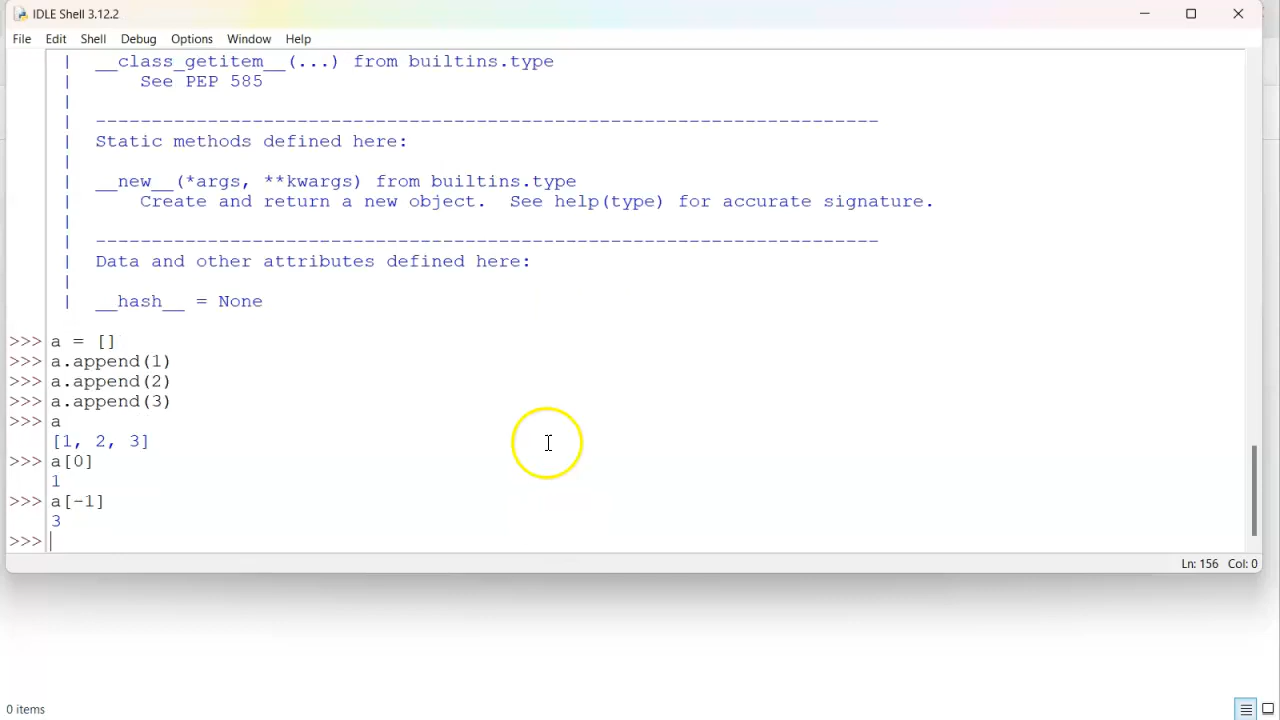 IDLE Shell 3.12.2
File Edit Shell Debug Options Window Help
|  __class_getitem__(...) from builtins.type
|      See PEP 585
|
|  ----------------------------------------------------------------------
|  Static methods defined here:
|
|  __new__(*args, **kwargs) from builtins.type
|      Create and return a new object.  See help(type) for accurate signature.
|
|  ----------------------------------------------------------------------
|  Data and other attributes defined here:
|
|  __hash__ = None
>>> a = []
>>> a.append(1)
>>> a.append(2)
>>> a.append(3)
>>> a
[1, 2, 3]
>>> a[0]
1
>>> a[-1]
3
>>>
Ln: 156 Col: 0
0 items